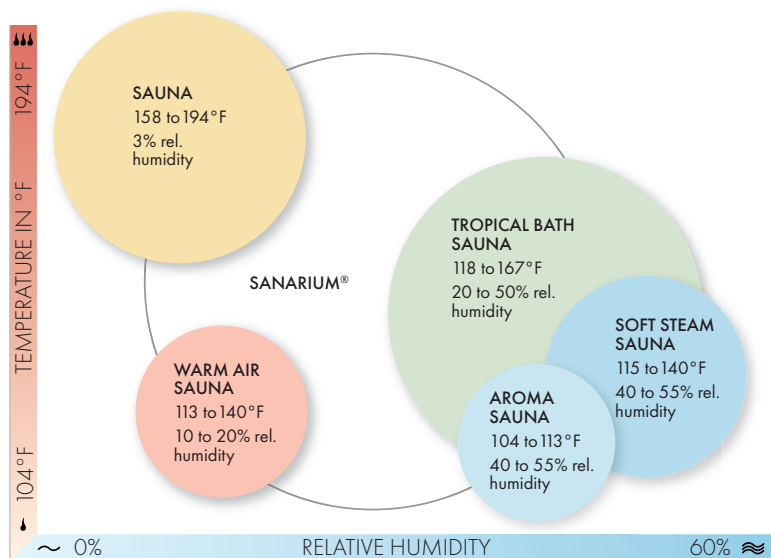 194°F
TEMPERATURE IN °F
104°F
SAUNA
158 to 194°F
3% rel.
humidity
SANARIUM®
TROPICAL BATH
SAUNA
118 to 167°F
20 to 50% rel.
humidity
SOFT STEAM
SAUNA
115 to 140°F
40 to 55% rel.
humidity
WARM AIR
SAUNA
113 to 140°F
10 to 20% rel.
humidity
AROMA
SAUNA
104 to 113°F
40 to 55% rel.
humidity
0%
RELATIVE HUMIDITY
60%